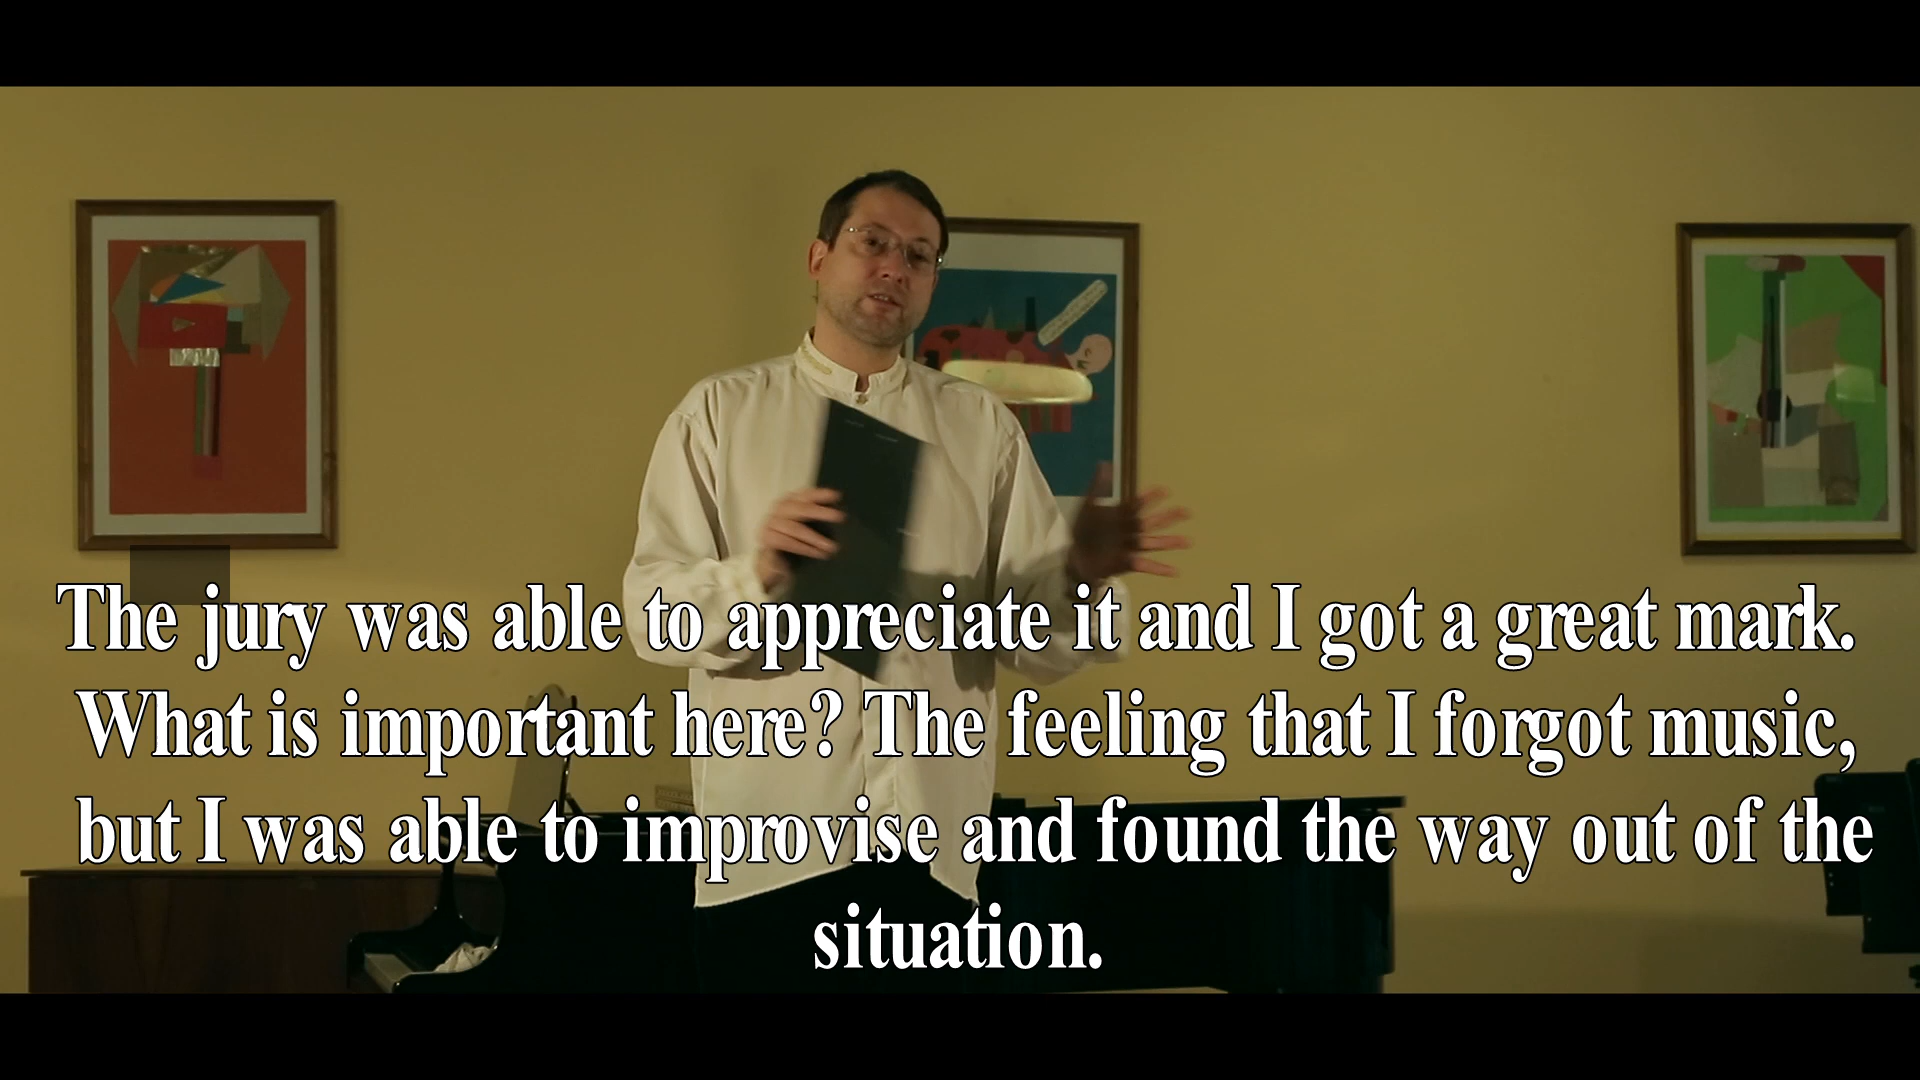 The jury was able to appreciate it and I got a great mark.
What is important here? The feeling that I forgot music,
but I was able to improvise and found the way out of the
situation.